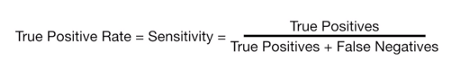 True Positive Rate = Sensitivity =
True Positives
True Positives + False Negatives